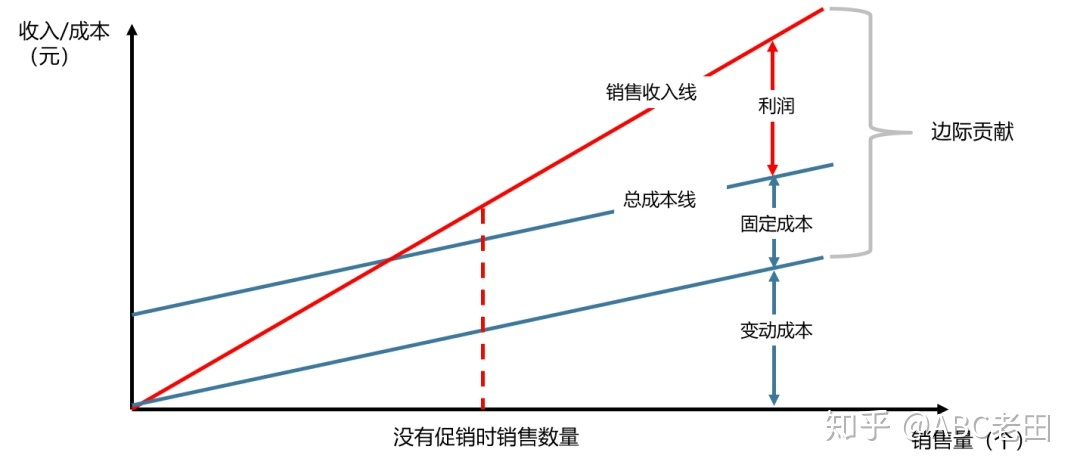 收入/成本
（元）
销售收入线
利润
边际贡献
总成本线
固定成本
变动成本
没有促销时销售数量
销售量（个）
知乎 @ABC老田